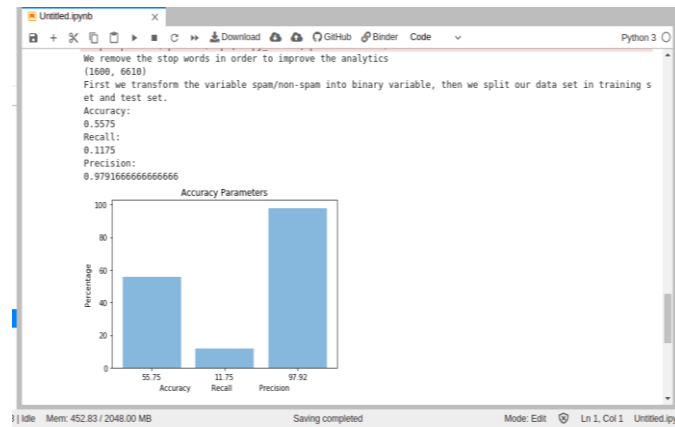 Untitled.ipynb X
Download GitHub Binder Code Python 3
We remove the stop words in order to improve the analytics
(1600, 6610)
First we transform the variable spam/non-spam into binary variable, then we split our data set in training s
et and test set.
Accuracy:
0.5575
Recall:
0.1175
Precision:
0.9791666666666666
Accuracy Parameters
100
80
60
40
20
0
Percentage
55.75 11.75 97.92
Accuracy Recall Precision
| Idle Mem: 452.83 / 2048.00 MB Saving completed Mode: Edit Ln 1, Col 1 Untitled.ipy